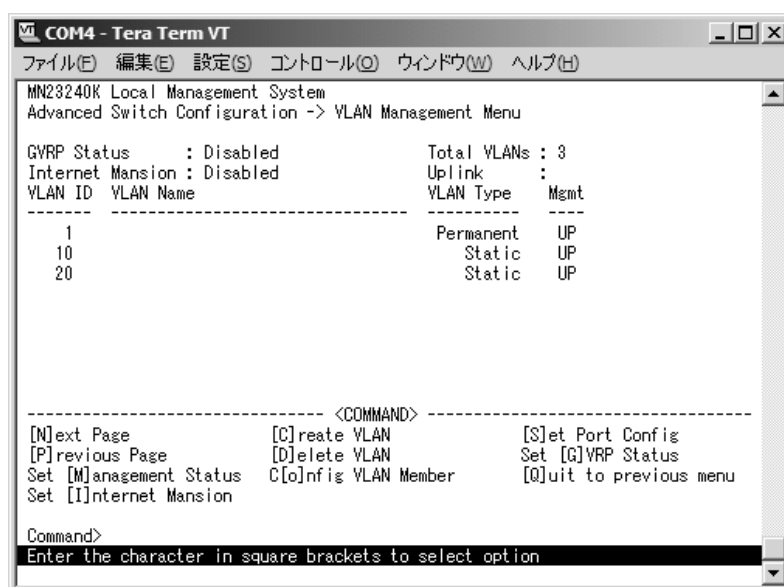 COM4 - Tera Term VT
ファイル(F) 編集(E) 設定(S) コントロール(O) ウィンドウ(W) ヘルプ(H)
MN23240K Local Management System
Advanced Switch Configuration -> VLAN Management Menu
GVRP Status : Disabled Total VLANs : 3
Internet Mansion : Disabled Uplink :
VLAN ID VLAN Name VLAN Type Mgmt
------- -------------------------------- ---------- ----
1 Permanent UP
10 Static UP
20 Static UP
-------------------------------- <COMMAND> -----------------------------------
[N]ext Page [C]reate VLAN [S]et Port Config
[P]revious Page [D]elete VLAN Set [G]VRP Status
Set [M]anagement Status C[o]nfig VLAN Member [Q]uit to previous menu
Set [I]nternet Mansion
Command>
Enter the character in square brackets to select option